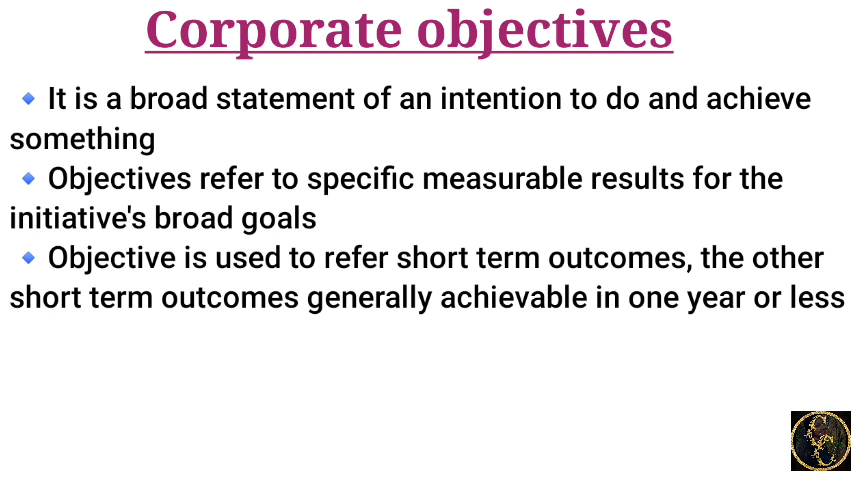 Corporate objectives
🔹It is a broad statement of an intention to do and achieve
something
🔹Objectives refer to specific measurable results for the
initiative's broad goals
🔹Objective is used to refer short term outcomes, the other
short term outcomes generally achievable in one year or less